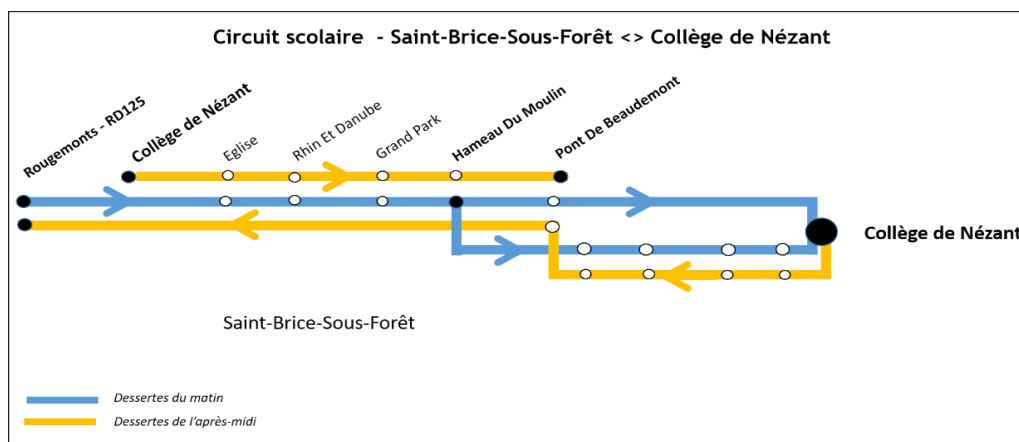 Circuit scolaire - Saint-Brice-Sous-Forêt <> Collège de Nézant
Rougemonts - RD125
Collège de Nézant
Eglise
Rhin Et Danube
Grand Park
Hameau Du Moulin
Pont De Beaudemont
Collège de Nézant
Saint-Brice-Sous-Forêt
Dessertes du matin
Dessertes de l'après-midi